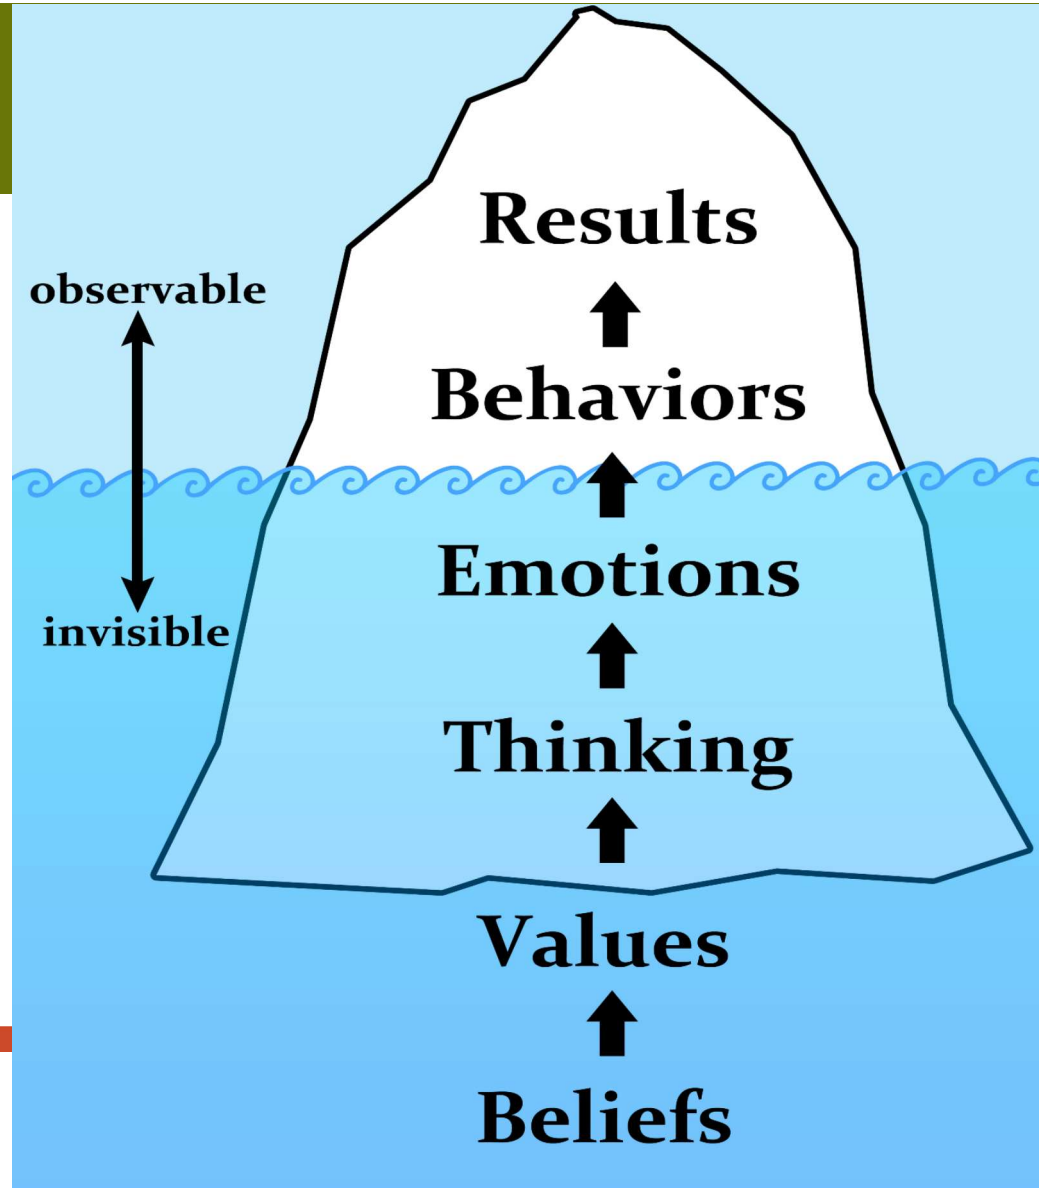 Results
observable
Behaviors
Emotions
invisible
Thinking
Values
Beliefs